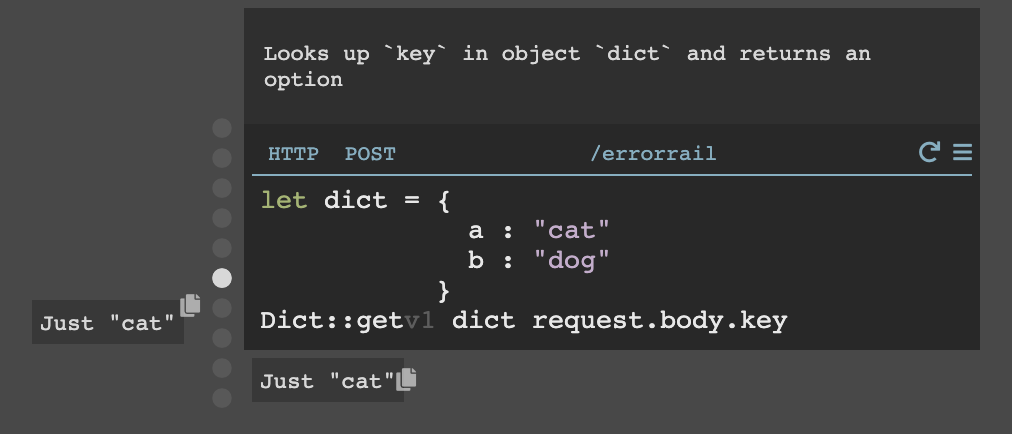 Looks up `key` in object `dict` and returns an
option
HTTP POST /errorrail
let dict = {
a : "cat"
b : "dog"
}
Dict::getv1 dict request.body.key
Just "cat"
Just "cat"